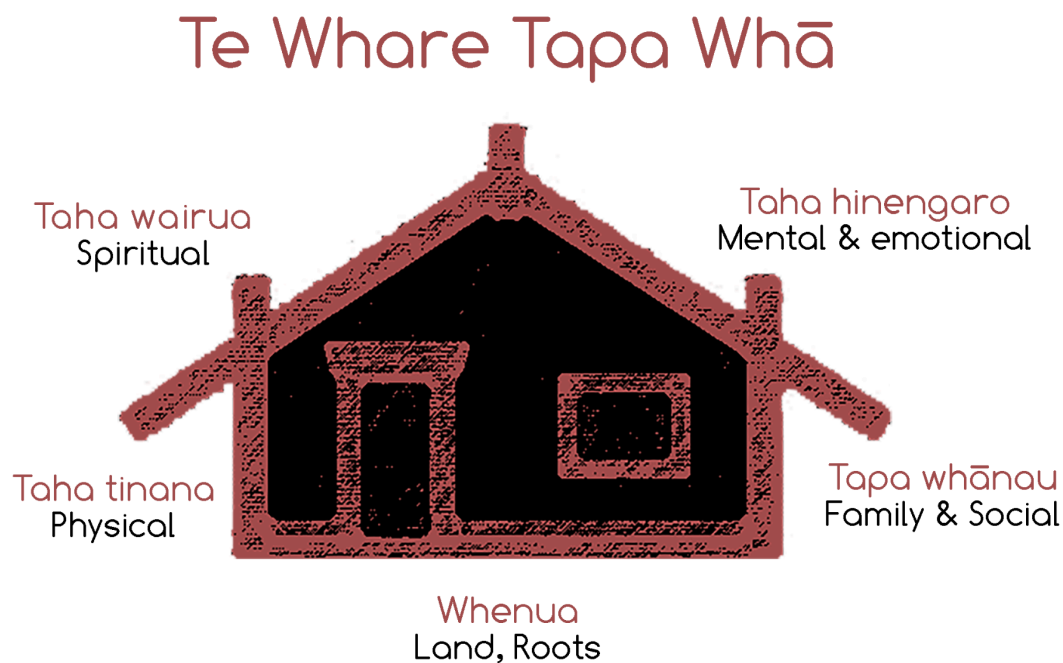 Te Whare Tapa Whā
Taha wairua
Spiritual
Taha hinengaro
Mental & emotional
Taha tinana
Physical
Tapa whānau
Family & Social
Whenua
Land, Roots